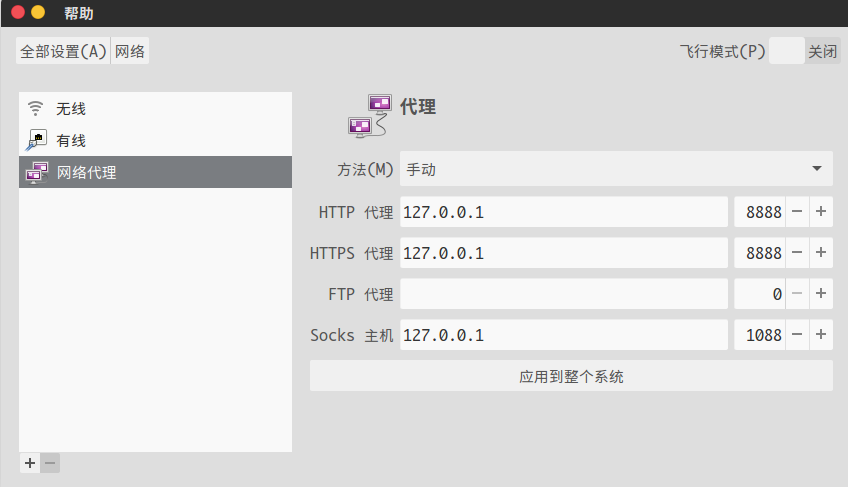 帮助
全部设置(A) 网络 飞行模式(P) 关闭
无线
有线
网络代理
代理
方法(M) 手动
HTTP 代理 127.0.0.1 8888 − +
HTTPS 代理 127.0.0.1 8888 − +
FTP 代理 0 − +
Socks 主机 127.0.0.1 1088 − +
应用到整个系统
+ −